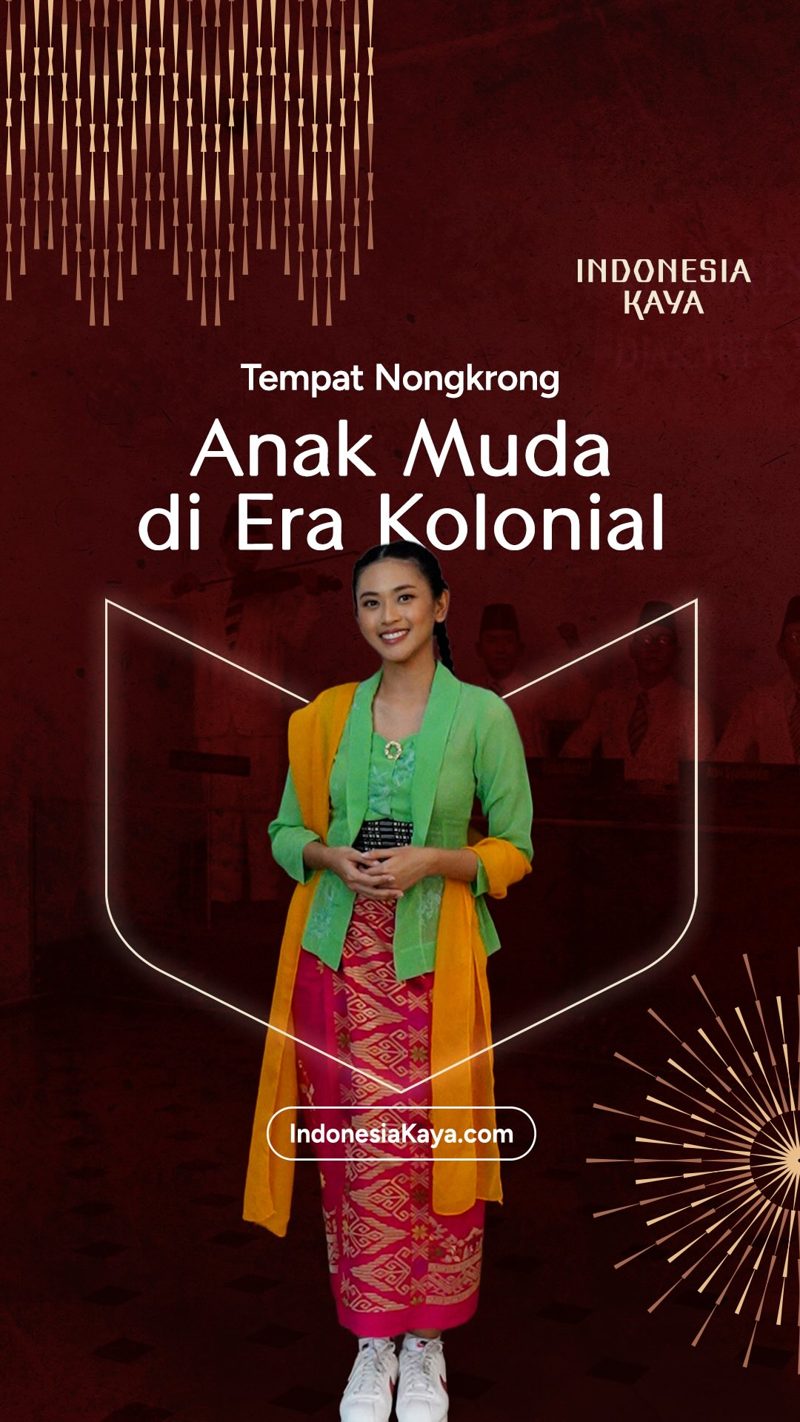 INDONESIA
KAYA
Tempat Nongkrong
Anak Muda
di Era Kolonial
IndonesiaKaya.com